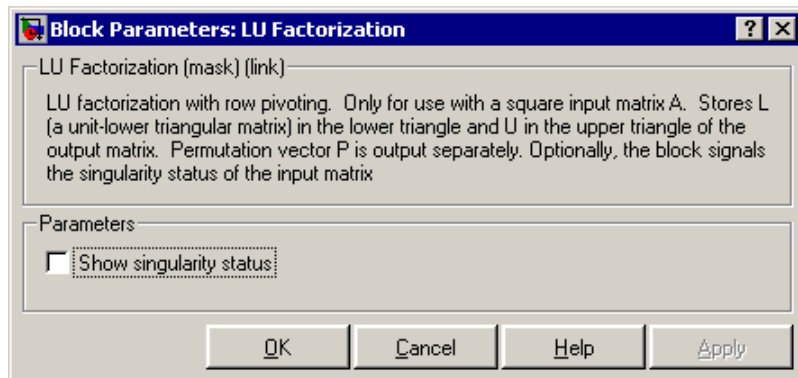 Block Parameters: LU Factorization
LU Factorization (mask) (link)
LU factorization with row pivoting.  Only for use with a square input matrix A.  Stores L
(a unit-lower triangular matrix) in the lower triangle and U in the upper triangle of the
output matrix.  Permutation vector P is output separately. Optionally, the block signals
the singularity status of the input matrix
Parameters
Show singularity status
OK Cancel Help Apply